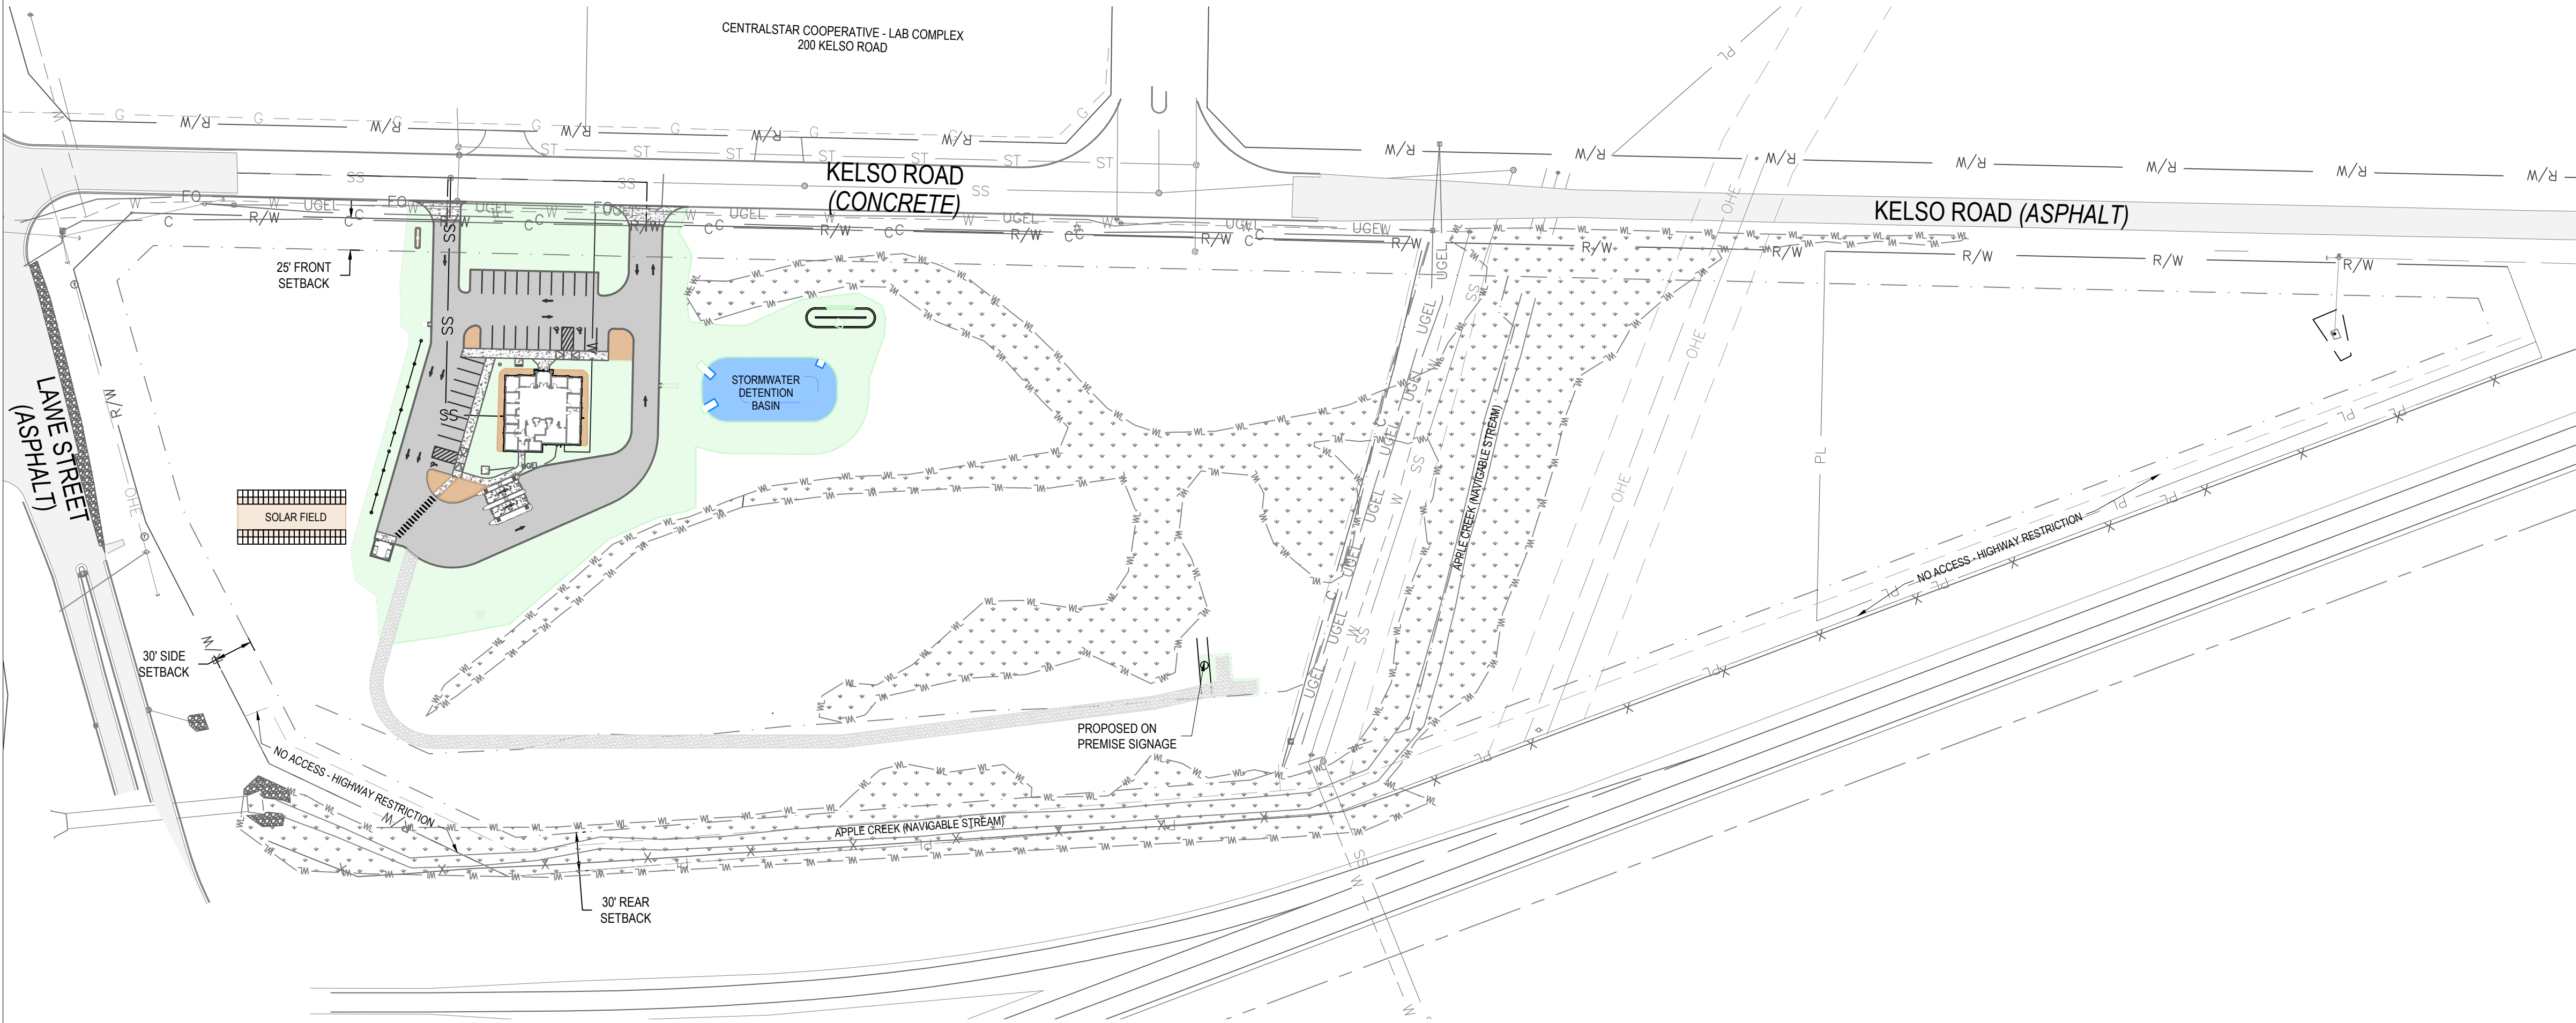 CENTRALSTAR COOPERATIVE - LAB COMPLEX
200 KELSO ROAD
KELSO ROAD
(CONCRETE)
KELSO ROAD (ASPHALT)
25' FRONT
SETBACK
LAWE STREET
(ASPHALT)
SOLAR FIELD
STORMWATER
DETENTION
BASIN
APPLE CREEK (NAVIGABLE STREAM)
NO ACCESS - HIGHWAY RESTRICTION
30' SIDE
SETBACK
PROPOSED ON
PREMISE SIGNAGE
NO ACCESS - HIGHWAY RESTRICTION
APPLE CREEK (NAVIGABLE STREAM)
30' REAR
SETBACK
G
R/W
ST
SS
FO
W
UGEL
C
OHE
PL
WL
X